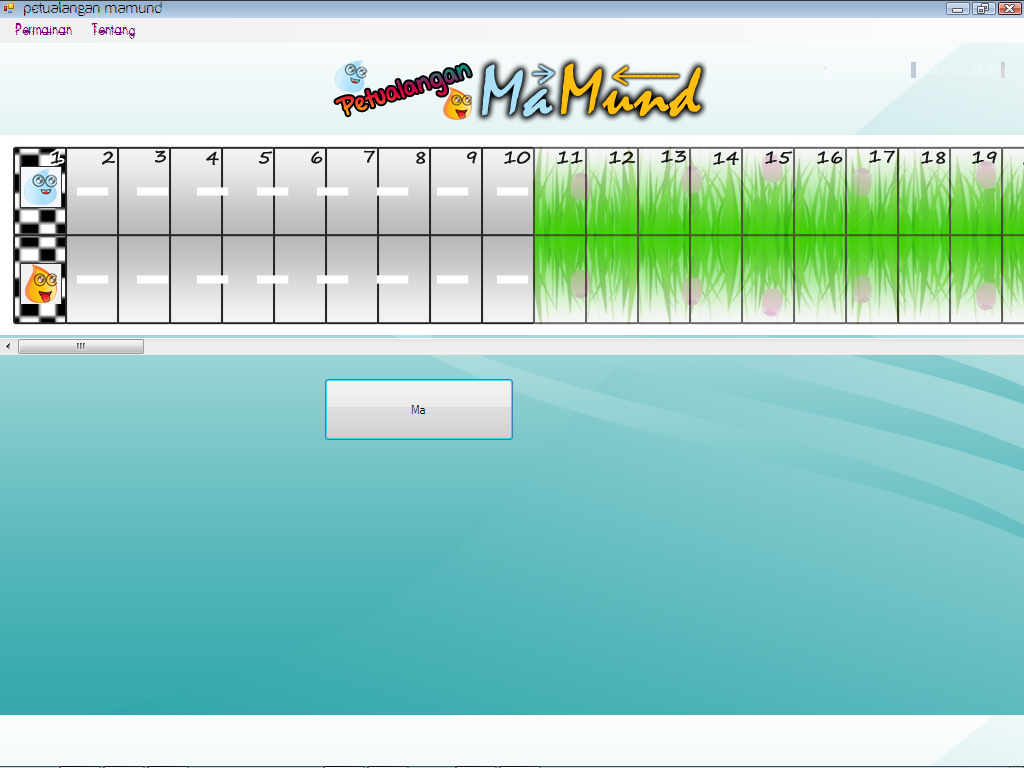 petualangan mamund
Permainan Tentang
Petualangan MaMund
1 2 3 4 5 6 7 8 9 10 11 12 13 14 15 16 17 18 19
Ma